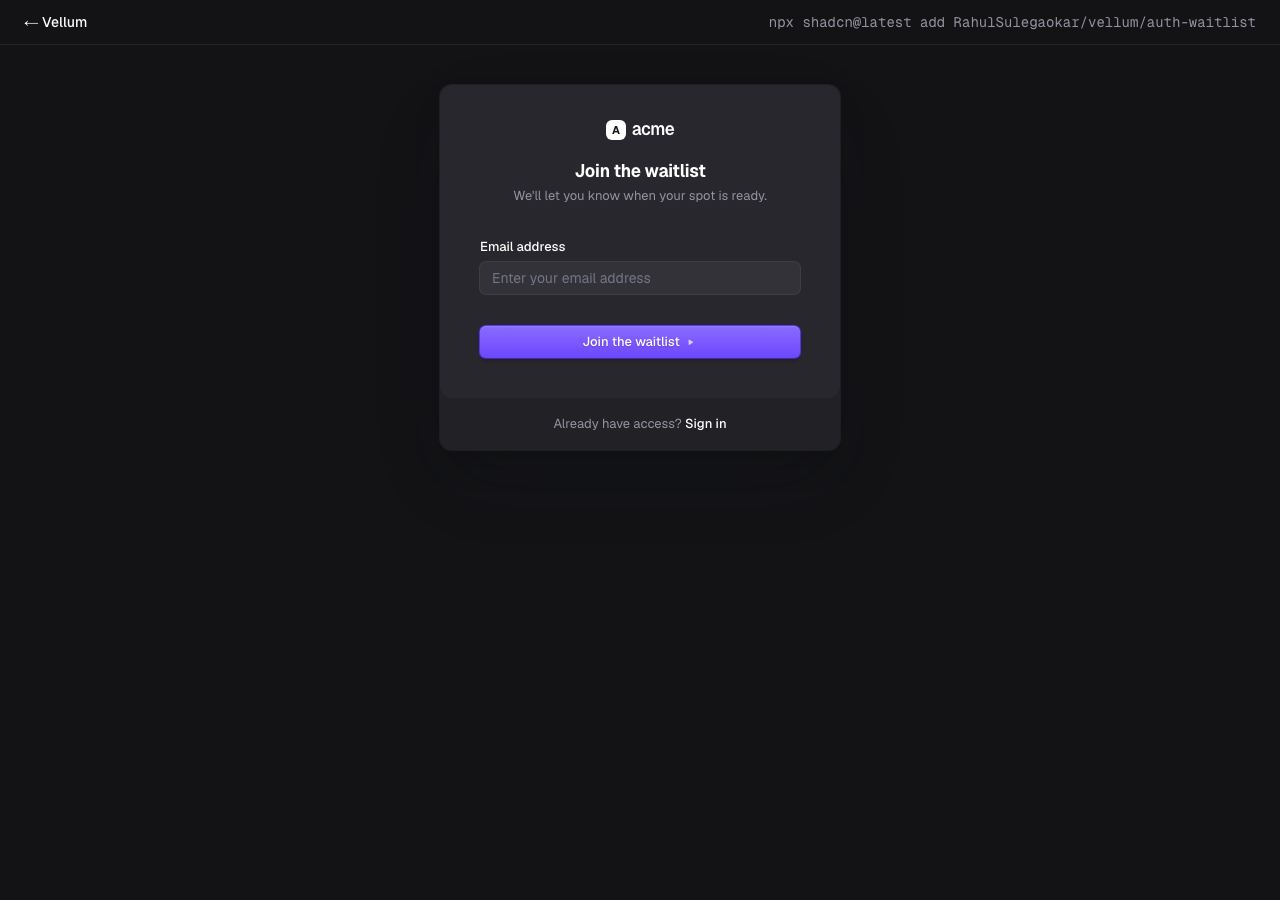 ← Vellum
npx shadcn@latest add RahulSulegaokar/vellum/auth-waitlist
A acme
Join the waitlist
We'll let you know when your spot is ready.
Email address
Enter your email address
Join the waitlist
Already have access? Sign in